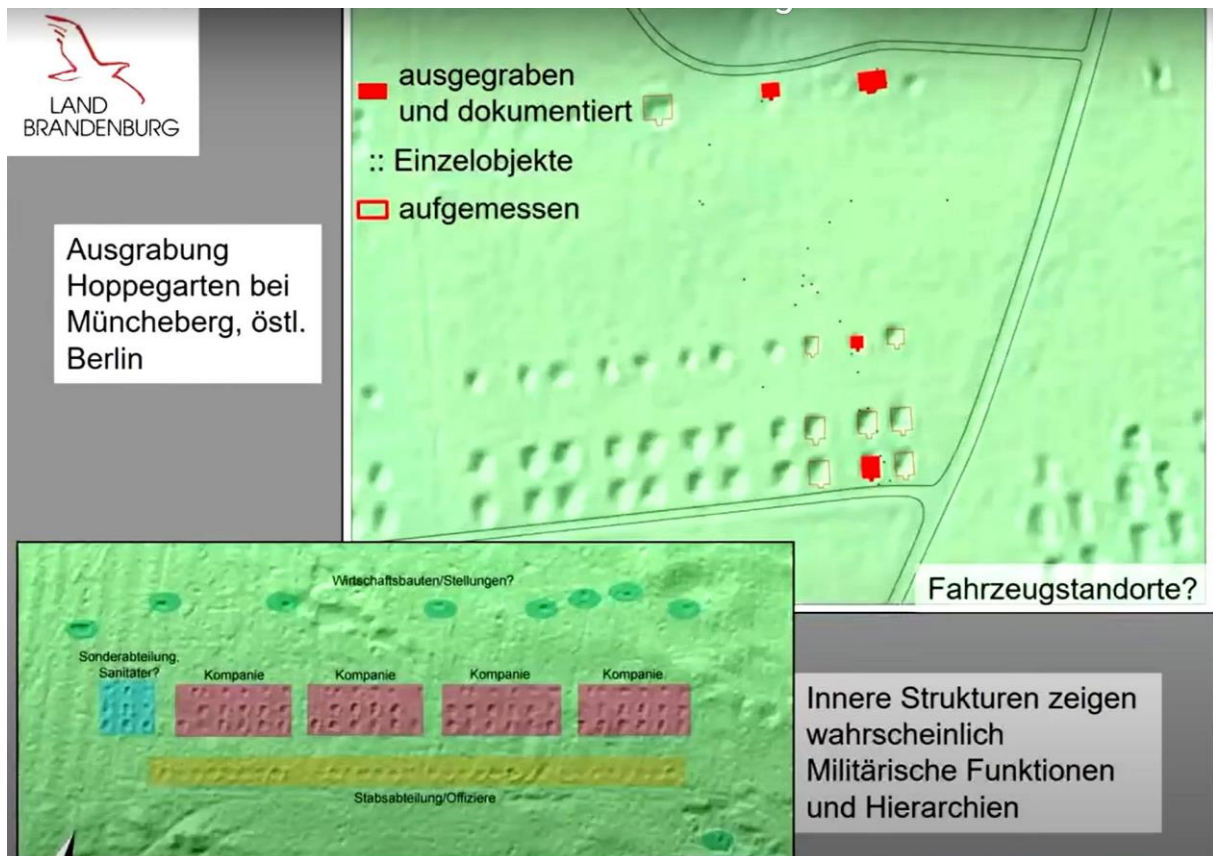 LAND
BRANDENBURG
ausgegraben
und dokumentiert
:: Einzelobjekte
aufgemessen
Ausgrabung
Hoppegarten bei
Müncheberg, östl.
Berlin
Fahrzeugstandorte?
Wirtschaftsbauten/Stellungen?
Sonderabteilung,
Sanitäter?
Kompanie
Kompanie
Kompanie
Kompanie
Stabsabteilung/Offiziere
Innere Strukturen zeigen
wahrscheinlich
Militärische Funktionen
und Hierarchien